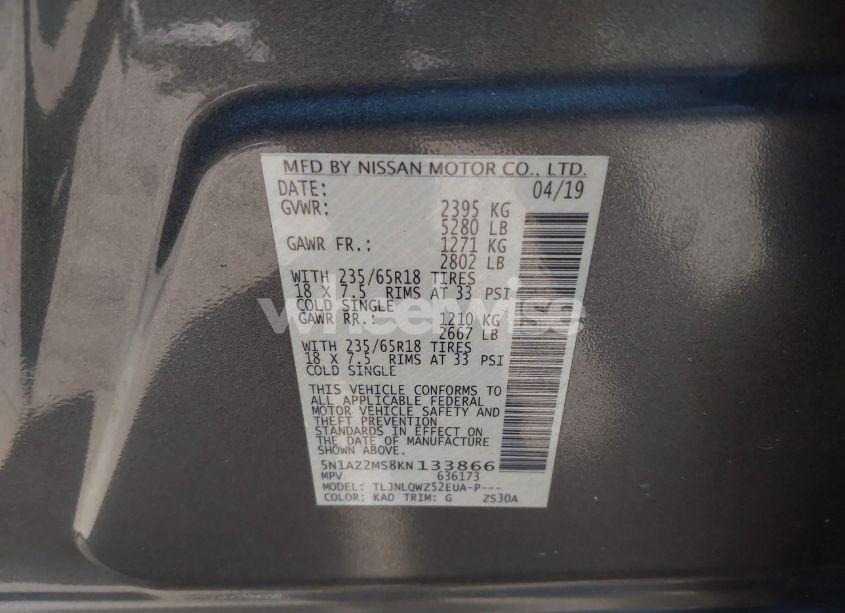 MFD BY NISSAN MOTOR CO., LTD.
DATE: 04/19
GVWR: 2395 KG
5280 LB
GAWR FR.: 1271 KG
2802 LB
WITH 235/65R18 TIRES
18 X 7.5 RIMS AT 33 PSI
COLD SINGLE
GAWR RR.: 1210 KG
2667 LB
WITH 235/65R18 TIRES
18 X 7.5 RIMS AT 33 PSI
COLD SINGLE
THIS VEHICLE CONFORMS TO
ALL APPLICABLE FEDERAL
MOTOR VEHICLE SAFETY AND
THEFT PREVENTION
STANDARDS IN EFFECT ON
THE DATE OF MANUFACTURE
SHOWN ABOVE.
5N1AZ2MS8KN133866
MPV 636173
MODEL: TLJNLQWZ52EUA-P---
COLOR: KAD TRIM: G ZS30A
wheelwise